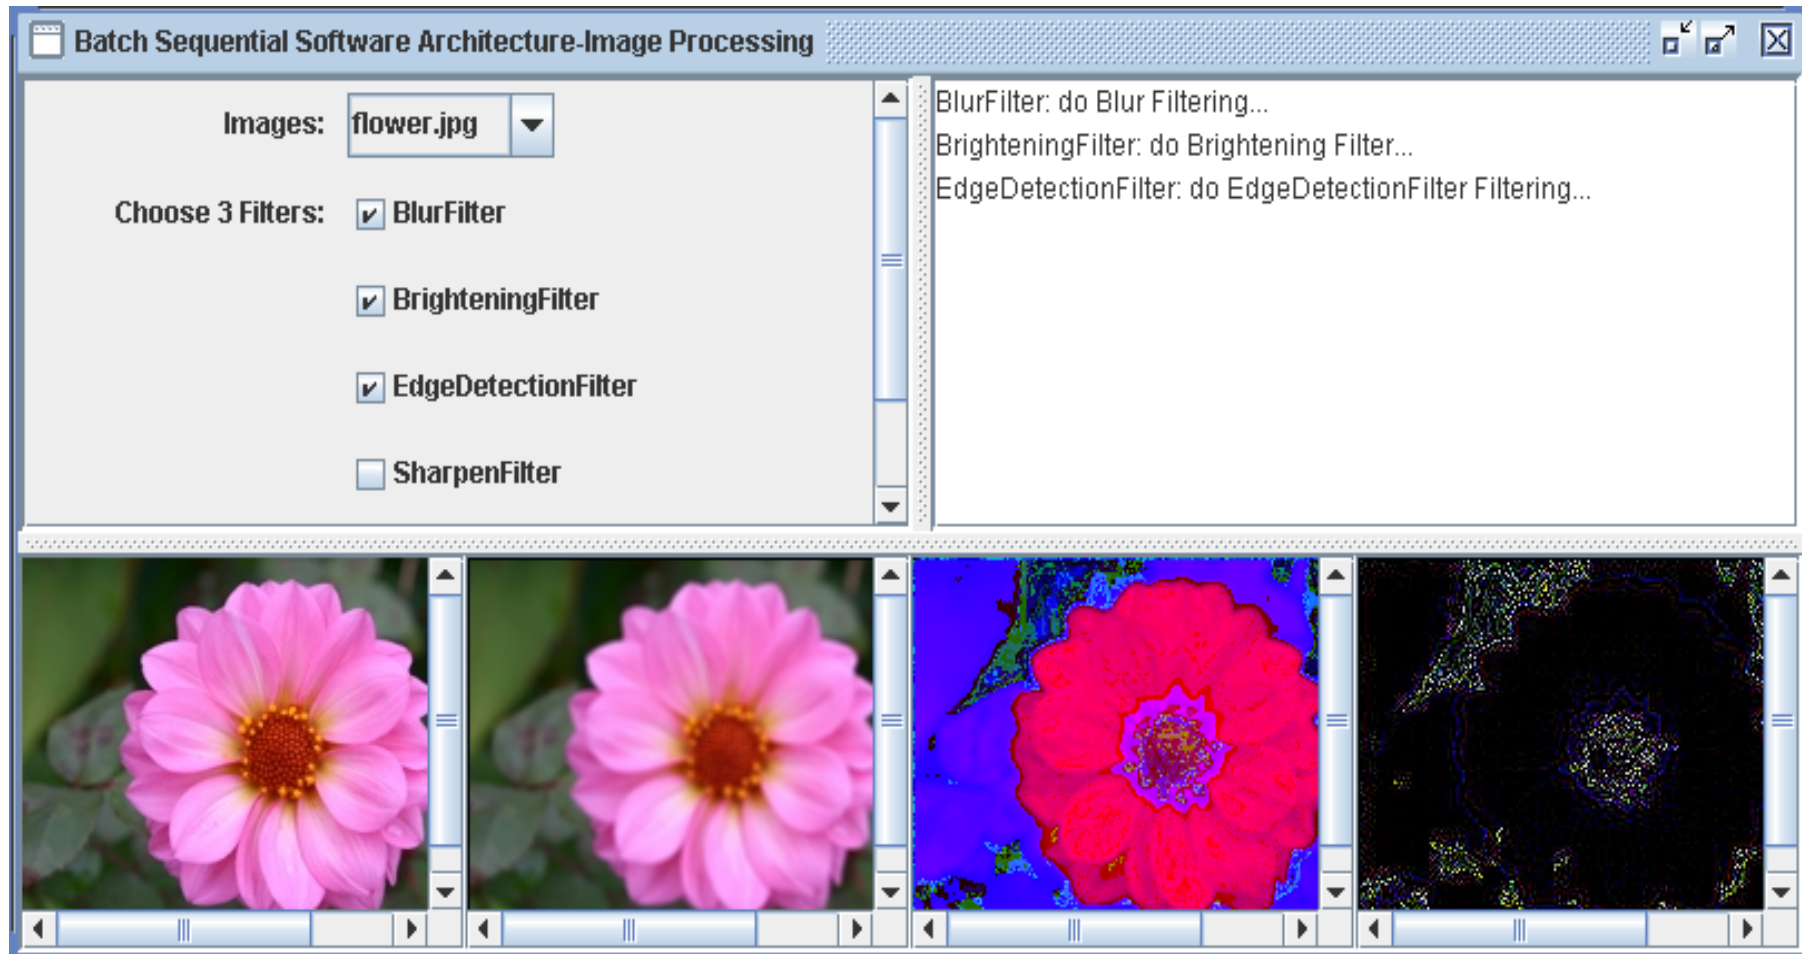 Batch Sequential Software Architecture-Image Processing
Images: flower.jpg
Choose 3 Filters: BlurFilter
BrighteningFilter
EdgeDetectionFilter
SharpenFilter
BlurFilter: do Blur Filtering...
BrighteningFilter: do Brightening Filter...
EdgeDetectionFilter: do EdgeDetectionFilter Filtering...